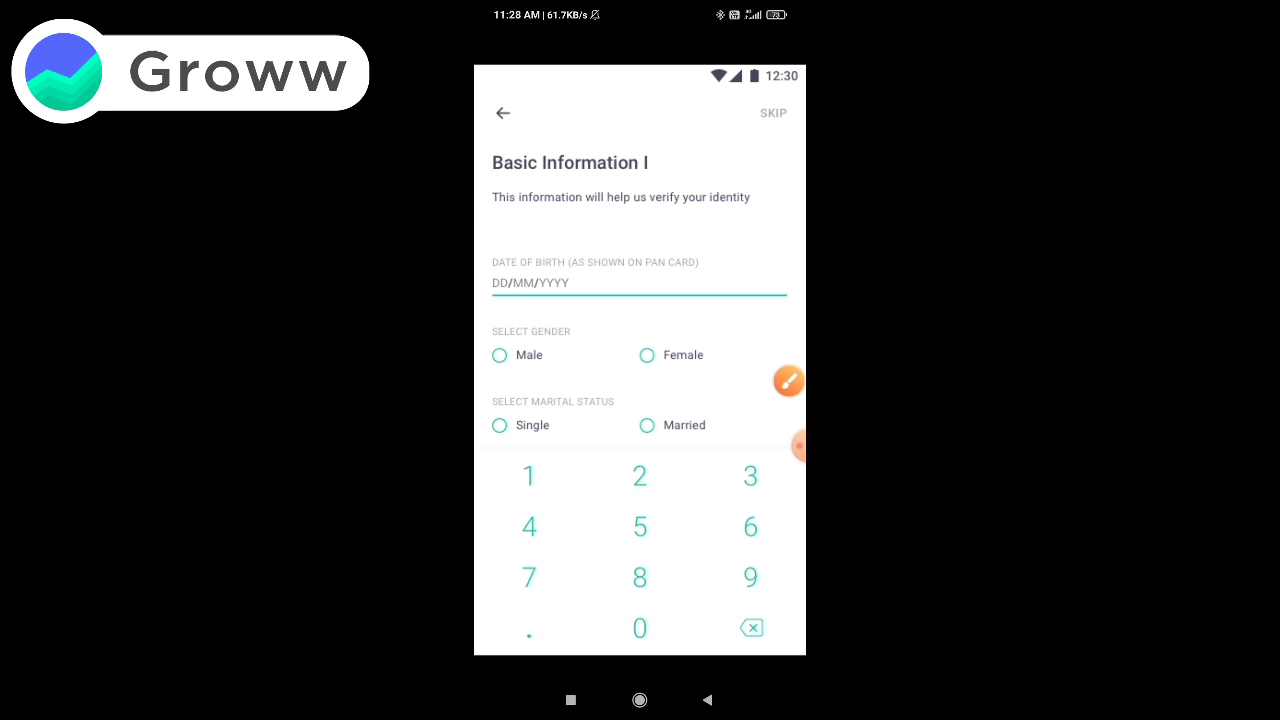 11:28 AM | 61.7KB/s
4G
73
Groww
12:30
SKIP
Basic Information I
This information will help us verify your identity
DATE OF BIRTH (AS SHOWN ON PAN CARD)
DD/MM/YYYY
SELECT GENDER
Male Female
SELECT MARITAL STATUS
Single Married
1 2 3
4 5 6
7 8 9
. 0